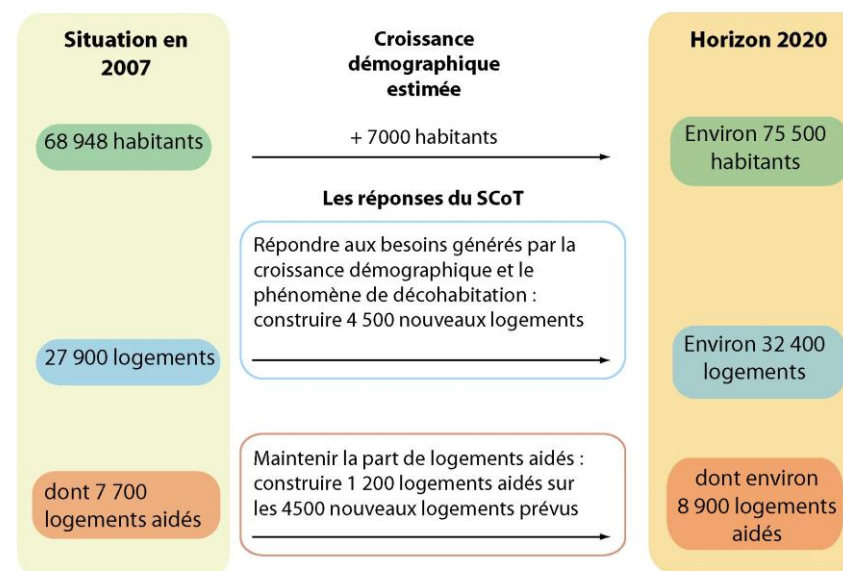 Situation en
2007
Croissance
démographique
estimée
Horizon 2020
68 948 habitants
+ 7000 habitants
Environ 75 500
habitants
Les réponses du SCoT
Répondre aux besoins générés par la
croissance démographique et le
phénomène de décohabitation :
construire 4 500 nouveaux logements
27 900 logements
Environ 32 400
logements
Maintenir la part de logements aidés :
construire 1 200 logements aidés sur
les 4500 nouveaux logements prévus
dont 7 700
logements aidés
dont environ
8 900 logements
aidés